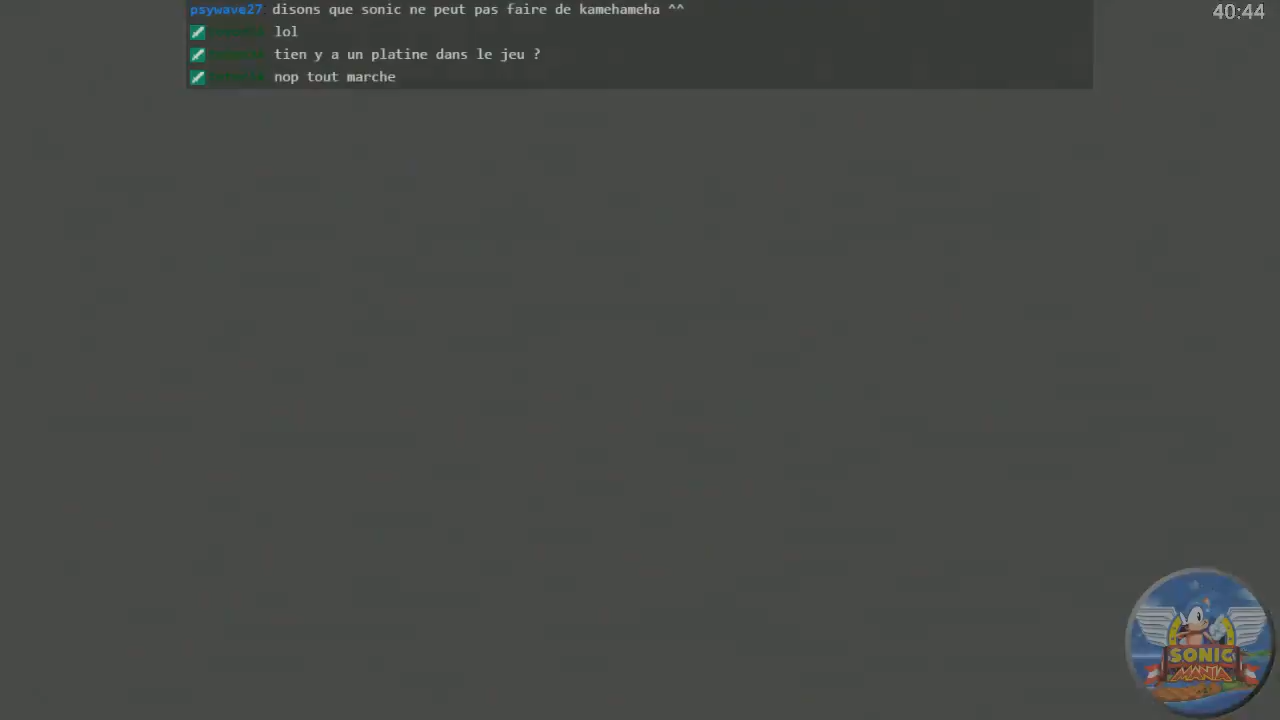 40:44
psywave27 disons que sonic ne peut pas faire de kamehameha ^^
lol
tien y a un platine dans le jeu ?
nop tout marche
SONIC
MANIA